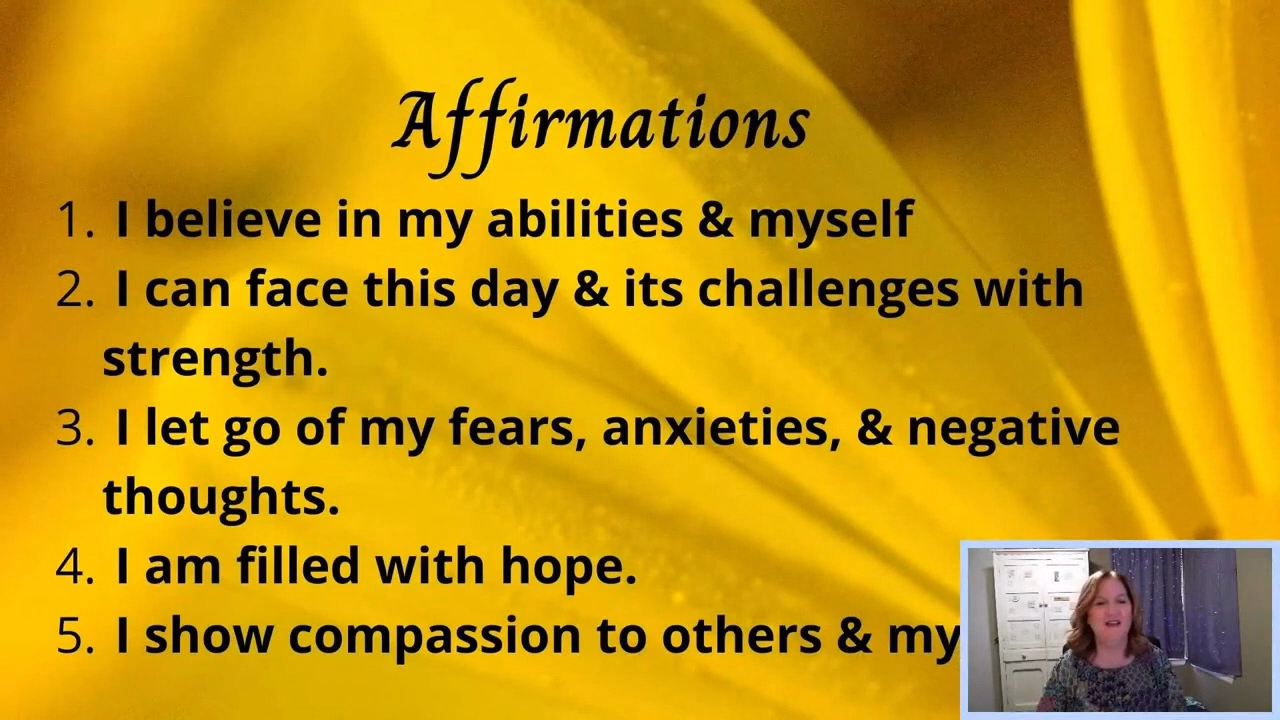 Affirmations
1. I believe in my abilities & myself
2. I can face this day & its challenges with
strength.
3. I let go of my fears, anxieties, & negative
thoughts.
4. I am filled with hope.
5. I show compassion to others & my